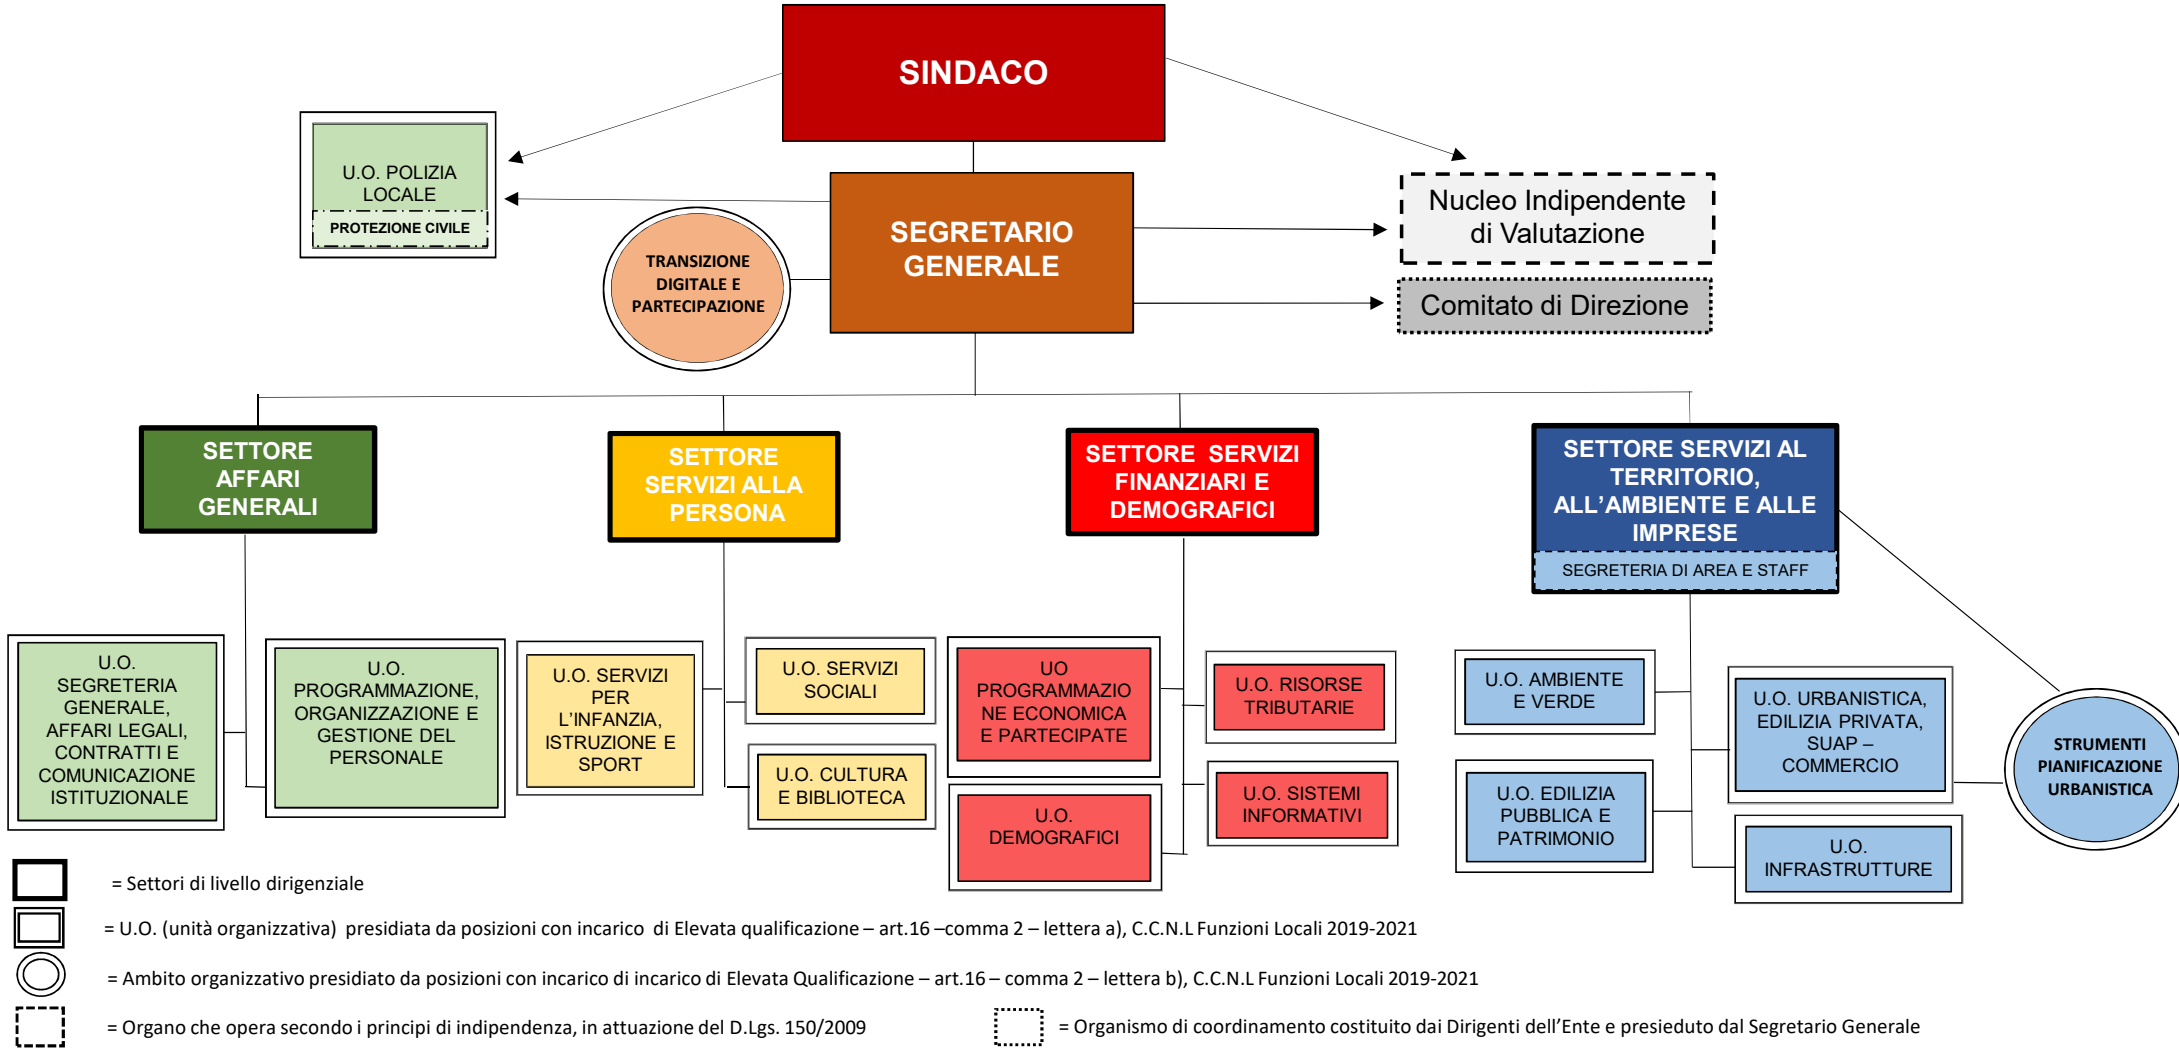 SINDACO
U.O. POLIZIA
LOCALE
PROTEZIONE CIVILE
SEGRETARIO
GENERALE
TRANSIZIONE
DIGITALE E
PARTECIPAZIONE
Nucleo Indipendente
di Valutazione
Comitato di Direzione
SETTORE
AFFARI
GENERALI
SETTORE
SERVIZI ALLA
PERSONA
SETTORE SERVIZI
FINANZIARI E
DEMOGRAFICI
SETTORE SERVIZI AL
TERRITORIO,
ALL’AMBIENTE E ALLE
IMPRESE
SEGRETERIA DI AREA E STAFF
U.O.
SEGRETERIA
GENERALE,
AFFARI LEGALI,
CONTRATTI E
COMUNICAZIONE
ISTITUZIONALE
U.O.
PROGRAMMAZIONE,
ORGANIZZAZIONE E
GESTIONE DEL
PERSONALE
U.O. SERVIZI
PER
L’INFANZIA,
ISTRUZIONE E
SPORT
U.O. SERVIZI
SOCIALI
U.O. CULTURA
E BIBLIOTECA
UO
PROGRAMMAZIO
NE ECONOMICA
E PARTECIPATE
U.O.
DEMOGRAFICI
U.O. RISORSE
TRIBUTARIE
U.O. SISTEMI
INFORMATIVI
U.O. AMBIENTE
E VERDE
U.O. EDILIZIA
PUBBLICA E
PATRIMONIO
U.O. URBANISTICA,
EDILIZIA PRIVATA,
SUAP –
COMMERCIO
U.O.
INFRASTRUTTURE
STRUMENTI
PIANIFICAZIONE
URBANISTICA
= Settori di livello dirigenziale
= U.O. (unità organizzativa) presidiata da posizioni con incarico di Elevata qualificazione – art.16 –comma 2 – lettera a), C.C.N.L Funzioni Locali 2019-2021
= Ambito organizzativo presidiato da posizioni con incarico di incarico di Elevata Qualificazione – art.16 – comma 2 – lettera b), C.C.N.L Funzioni Locali 2019-2021
= Organo che opera secondo i principi di indipendenza, in attuazione del D.Lgs. 150/2009
= Organismo di coordinamento costituito dai Dirigenti dell’Ente e presieduto dal Segretario Generale